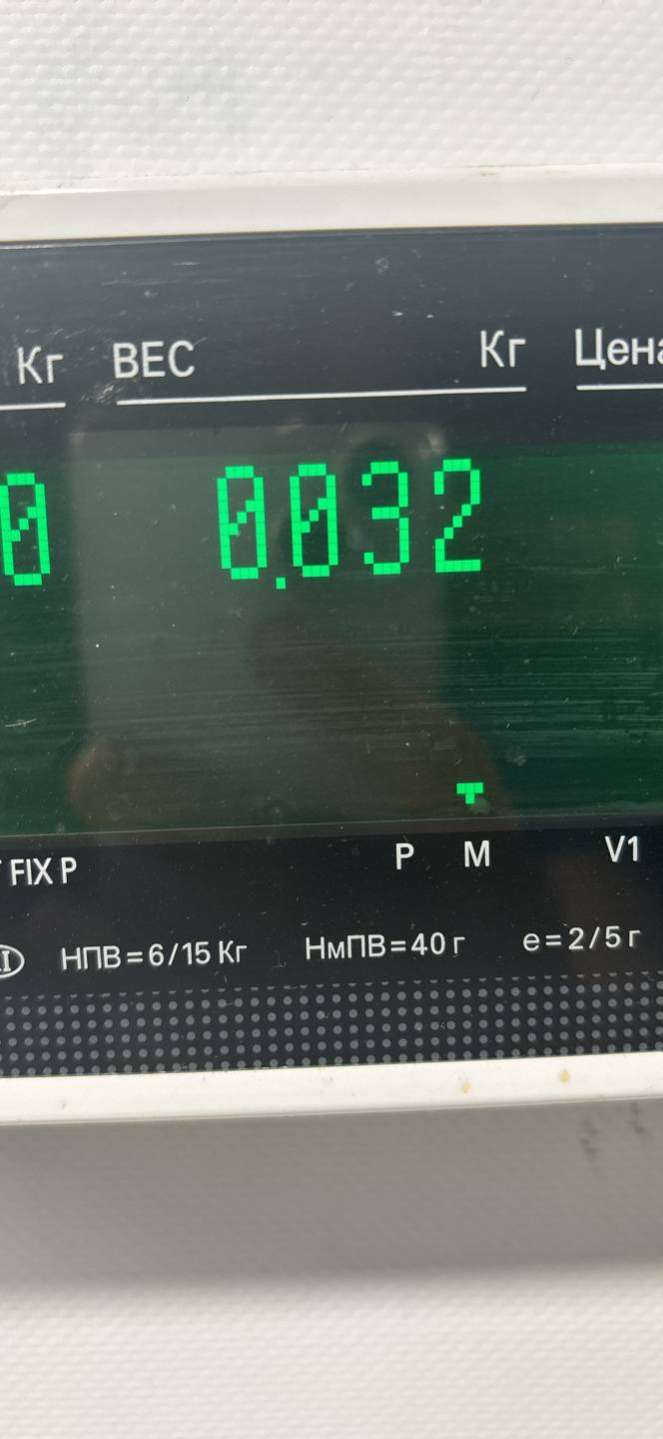 Кг ВЕС Кг Цена
0 0.032
FIX P P M V1
НПВ=6/15 Кг НмПВ=40 г e=2/5 г